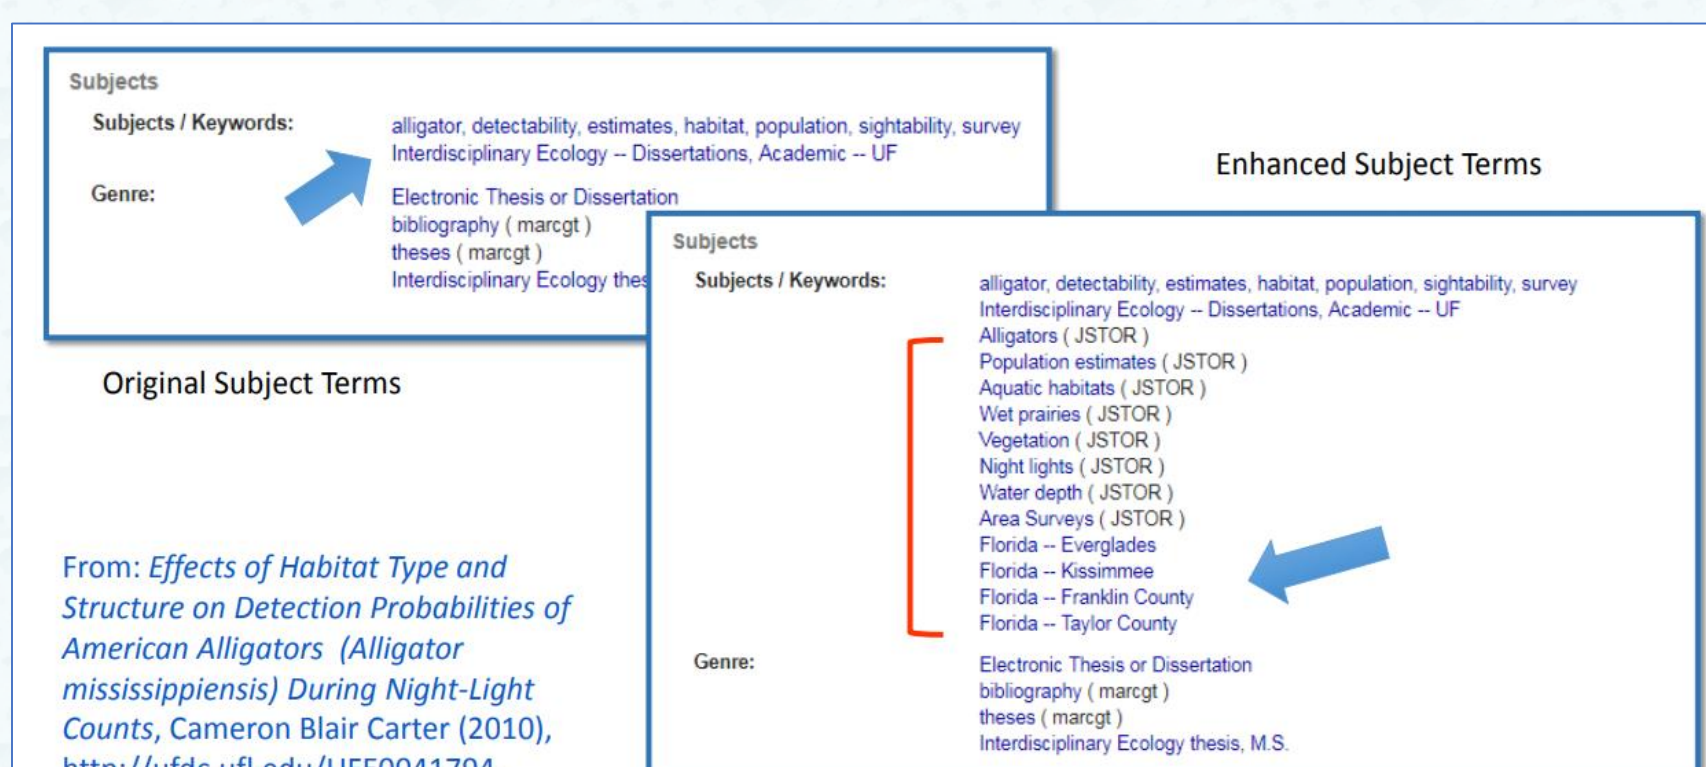 Subjects
Subjects / Keywords:
alligator, detectability, estimates, habitat, population, sightability, survey
Interdisciplinary Ecology -- Dissertations, Academic -- UF
Genre:
Electronic Thesis or Dissertation
bibliography ( marcgt )
theses ( marcgt )
Interdisciplinary Ecology
Original Subject Terms
Enhanced Subject Terms
Subjects
Subjects / Keywords:
alligator, detectability, estimates, habitat, population, sightability, survey
Interdisciplinary Ecology -- Dissertations, Academic -- UF
Alligators ( JSTOR )
Population estimates ( JSTOR )
Aquatic habitats ( JSTOR )
Wet prairies ( JSTOR )
Vegetation ( JSTOR )
Night lights ( JSTOR )
Water depth ( JSTOR )
Area Surveys ( JSTOR )
Florida -- Everglades
Florida -- Kissimmee
Florida -- Franklin County
Florida -- Taylor County
Genre:
Electronic Thesis or Dissertation
bibliography ( marcgt )
theses ( marcgt )
Interdisciplinary Ecology thesis, M.S.
From: Effects of Habitat Type and
Structure on Detection Probabilities of
American Alligators (Alligator
mississippiensis) During Night-Light
Counts, Cameron Blair Carter (2010),